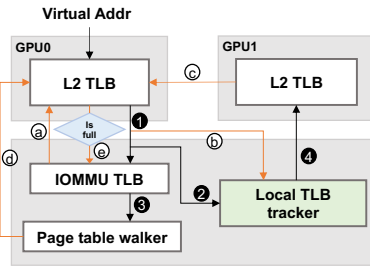 Virtual Addr
GPU0
GPU1
L2 TLB
L2 TLB
c
Is
full
1
a
b
e
d
IOMMU TLB
2
4
Local TLB
tracker
3
Page table walker